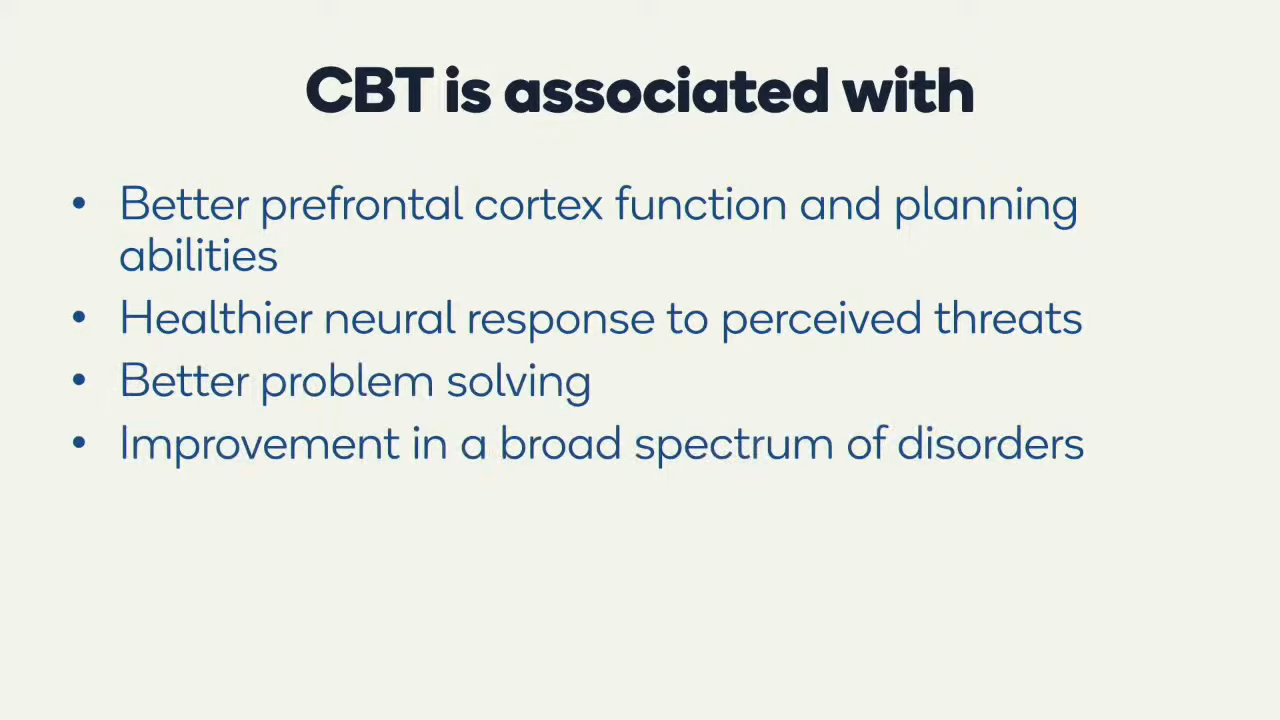 CBT is associated with
• Better prefrontal cortex function and planning
abilities
• Healthier neural response to perceived threats
• Better problem solving
• Improvement in a broad spectrum of disorders